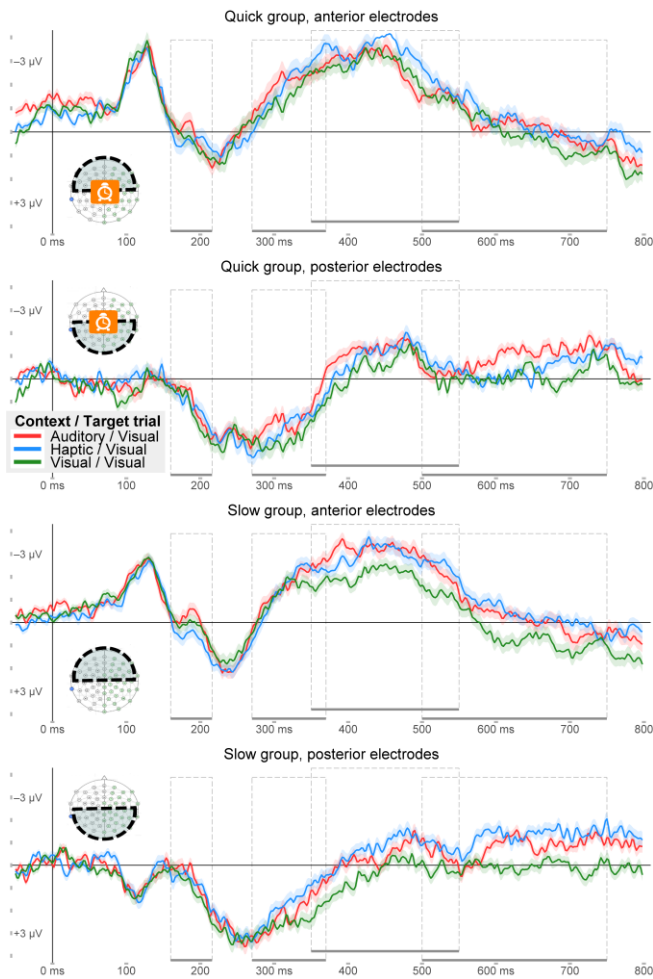 Quick group, anterior electrodes
−3 µV
+3 µV
0 ms 100 200 300 ms 400 500 600 700 800
Quick group, posterior electrodes
−3 µV
Context / Target trial
Auditory / Visual
Haptic / Visual
Visual / Visual
0 ms 100 200 300 ms 400 500 600 700 800
Slow group, anterior electrodes
−3 µV
+3 µV
0 ms 100 200 300 ms 400 500 600 700 800
Slow group, posterior electrodes
−3 µV
+3 µV
0 ms 100 200 300 ms 400 500 600 700 800